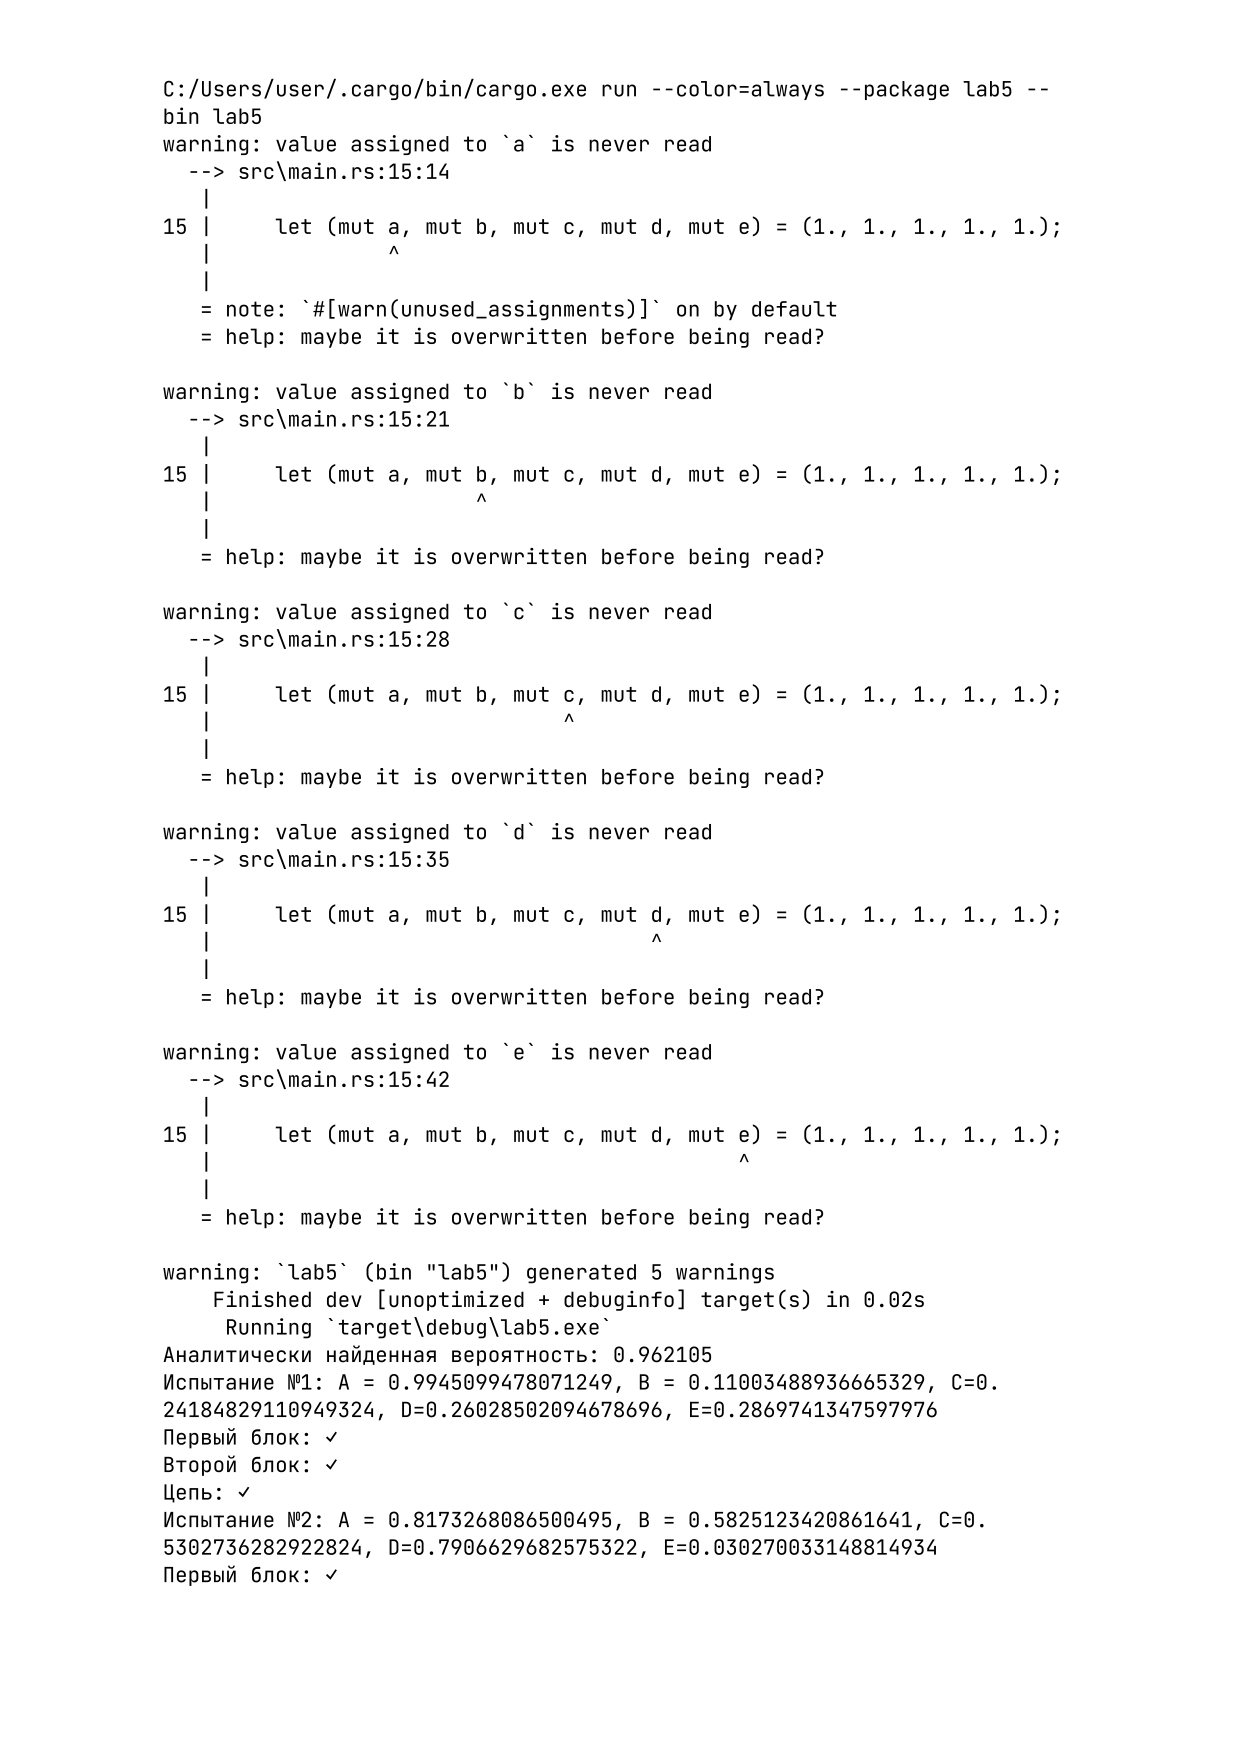 C:/Users/user/.cargo/bin/cargo.exe run --color=always --package lab5 --
bin lab5
warning: value assigned to `a` is never read
  --> src\main.rs:15:14
   |
15 |     let (mut a, mut b, mut c, mut d, mut e) = (1., 1., 1., 1., 1.);
   |              ^
   |
   = note: `#[warn(unused_assignments)]` on by default
   = help: maybe it is overwritten before being read?

warning: value assigned to `b` is never read
  --> src\main.rs:15:21
   |
15 |     let (mut a, mut b, mut c, mut d, mut e) = (1., 1., 1., 1., 1.);
   |                     ^
   |
   = help: maybe it is overwritten before being read?

warning: value assigned to `c` is never read
  --> src\main.rs:15:28
   |
15 |     let (mut a, mut b, mut c, mut d, mut e) = (1., 1., 1., 1., 1.);
   |                            ^
   |
   = help: maybe it is overwritten before being read?

warning: value assigned to `d` is never read
  --> src\main.rs:15:35
   |
15 |     let (mut a, mut b, mut c, mut d, mut e) = (1., 1., 1., 1., 1.);
   |                                   ^
   |
   = help: maybe it is overwritten before being read?

warning: value assigned to `e` is never read
  --> src\main.rs:15:42
   |
15 |     let (mut a, mut b, mut c, mut d, mut e) = (1., 1., 1., 1., 1.);
   |                                          ^
   |
   = help: maybe it is overwritten before being read?

warning: `lab5` (bin "lab5") generated 5 warnings
    Finished dev [unoptimized + debuginfo] target(s) in 0.02s
     Running `target\debug\lab5.exe`
Аналитически найденная вероятность: 0.962105
Испытание №1: A = 0.9945099478071249, B = 0.11003488936665329, C=0.
24184829110949324, D=0.26028502094678696, E=0.2869741347597976
Первый блок: ✓
Второй блок: ✓
Цепь: ✓
Испытание №2: A = 0.8173268086500495, B = 0.5825123420861641, C=0.
5302736282922824, D=0.7906629682575322, E=0.030270033148814934
Первый блок: ✓